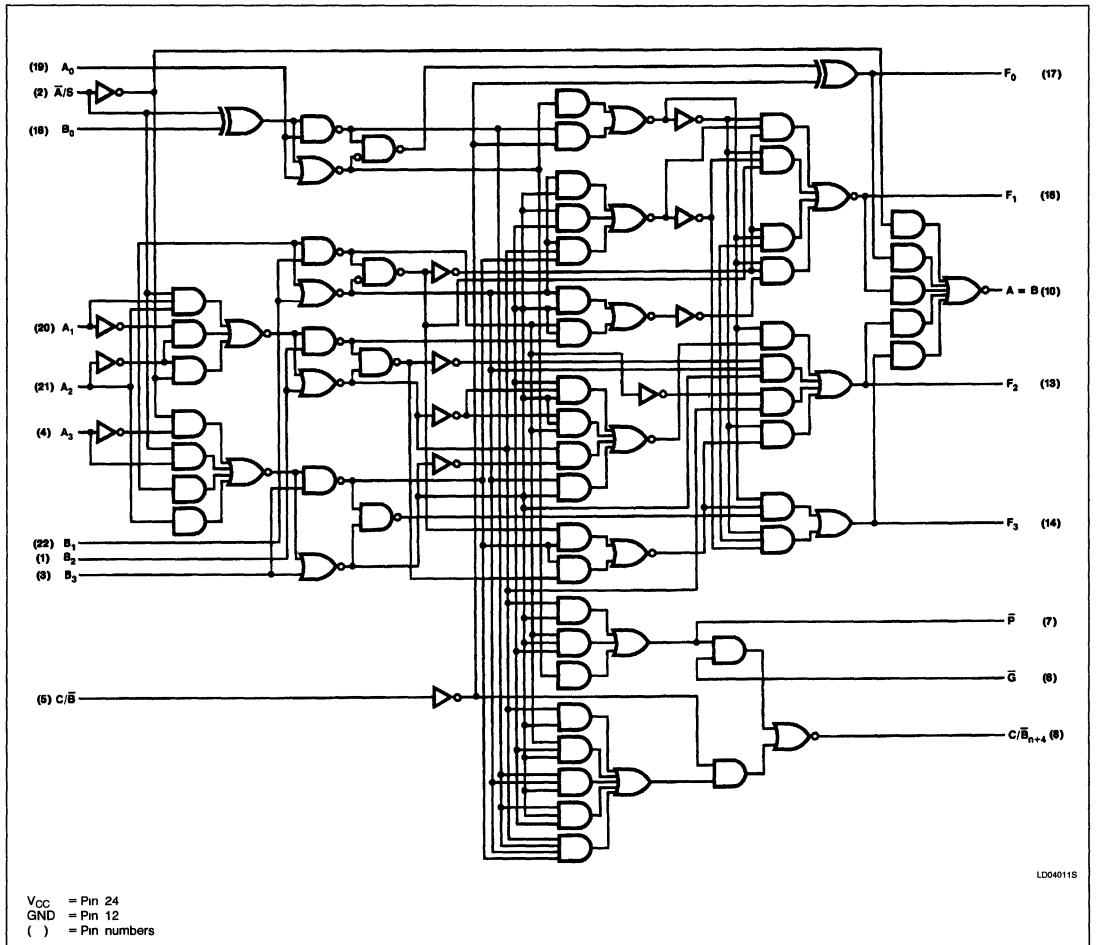 (19) A₀
(2) A̅/S
(18) B₀
(20) A₁
(21) A₂
(4) A₃
(22) B₁
(1) B₂
(3) B₃
(5) C/B̅
F₀ (17)
F₁ (16)
A = B (10)
F₂ (13)
F₃ (14)
P̅ (7)
G̅ (6)
C/B̅ₙ₊₄ (8)
LD04011S
V_CC = Pin 24
GND = Pin 12
( ) = Pin numbers